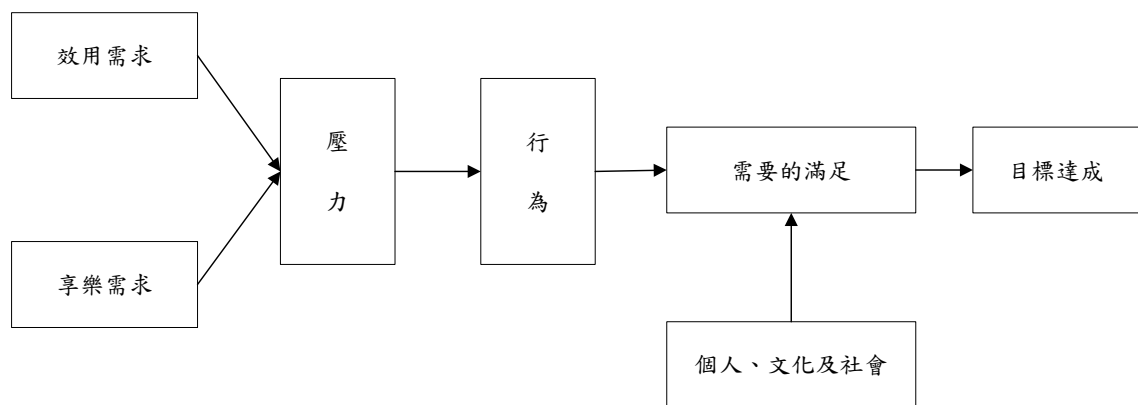 效用需求
享樂需求
壓力
行為
需要的滿足
目標達成
個人、文化及社會